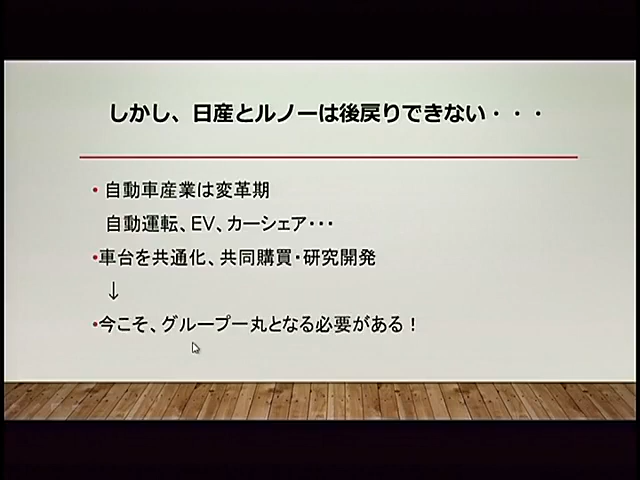 しかし、日産とルノーは後戻りできない・・・
• 自動車産業は変革期
自動運転、EV、カーシェア･･･
•車台を共通化、共同購買･研究開発
↓
•今こそ、グループ一丸となる必要がある！